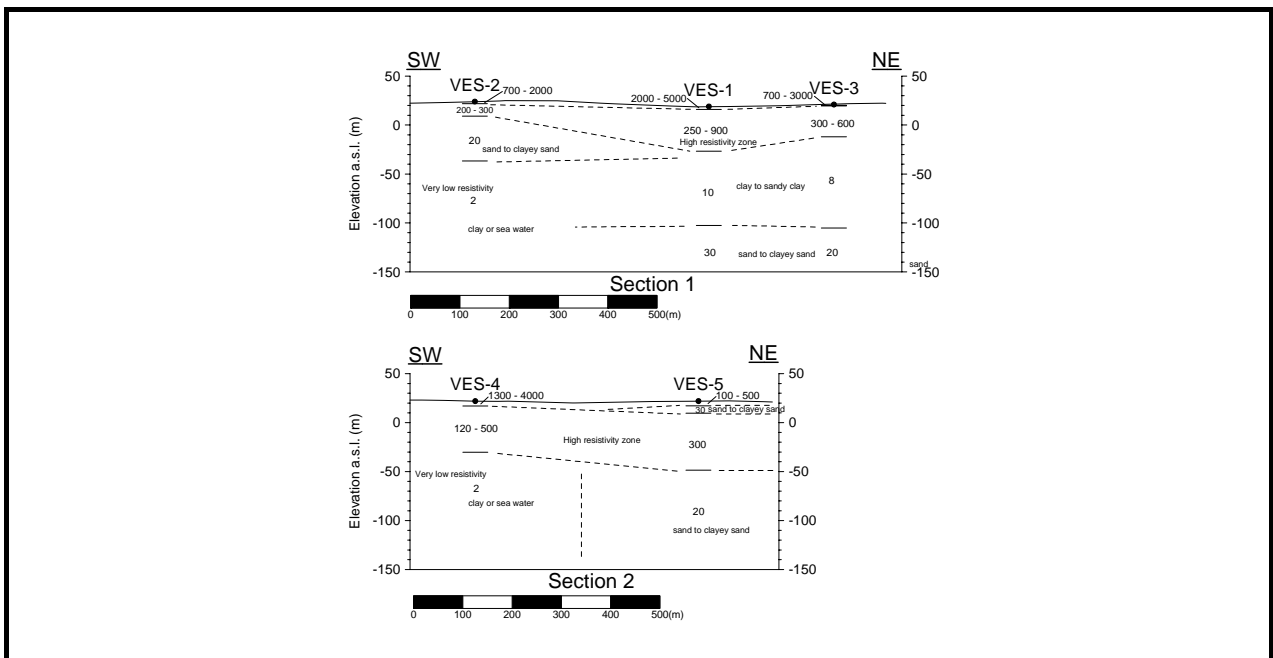 SW
NE
50
VES-2
700 - 2000
2000 - 5000
VES-1
700 - 3000
VES-3
50
200 - 300
300 - 600
0
250 - 900
0
High resistivity zone
20
sand to clayey sand
-50
-50
Very low resistivity
clay to sandy clay
8
2
10
-100
clay or sea water
-100
30
sand to clayey sand
20
sand
-150
-150
Elevation a.s.l. (m)
Section 1
0 100 200 300 400 500(m)
SW
NE
50
VES-4
1300 - 4000
VES-5
100 - 500
50
30 sand to clayey sand
0
120 - 500
0
High resistivity zone
300
-50
-50
Very low resistivity
2
clay or sea water
20
-100
-100
sand to clayey sand
-150
-150
Elevation a.s.l. (m)
Section 2
0 100 200 300 400 500(m)